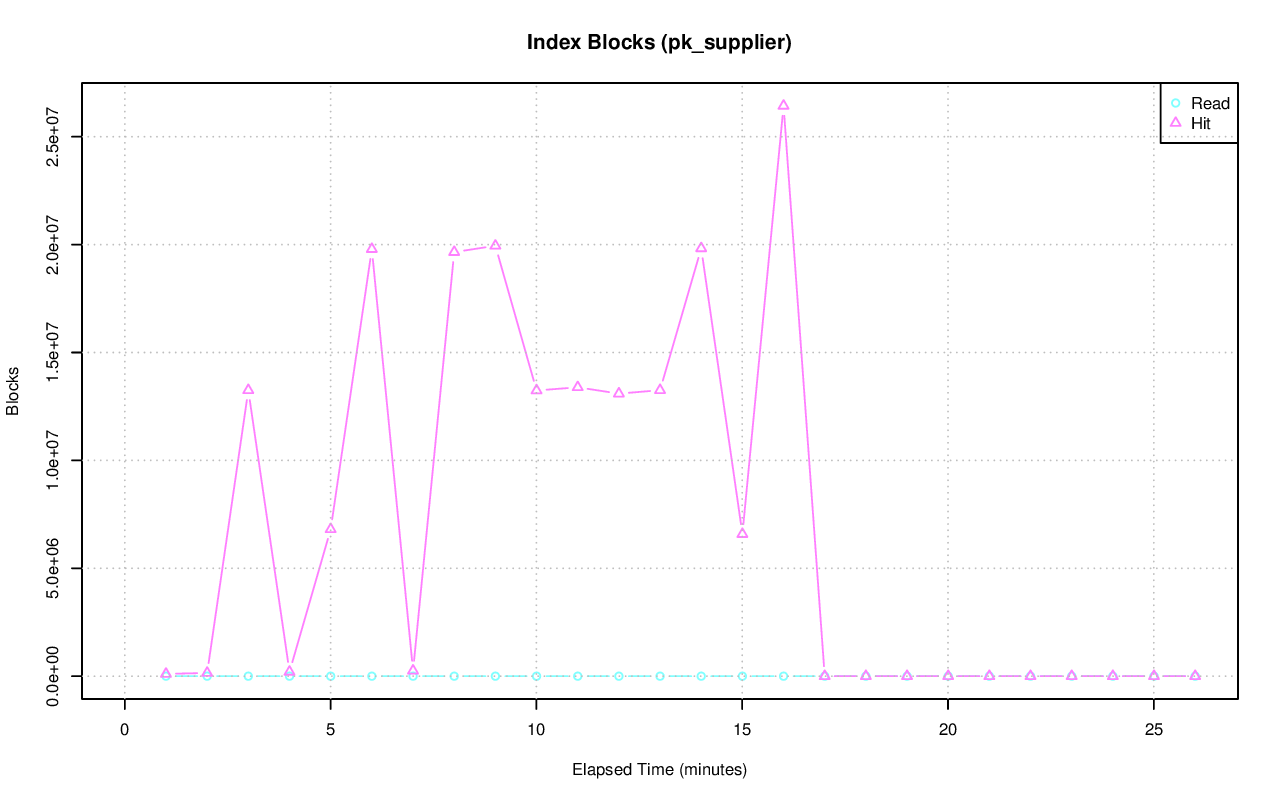 Index Blocks (pk_supplier)
Read
Hit
2.5e+07
2.0e+07
1.5e+07
1.0e+07
5.0e+06
0.0e+00
Blocks
0 5 10 15 20 25
Elapsed Time (minutes)